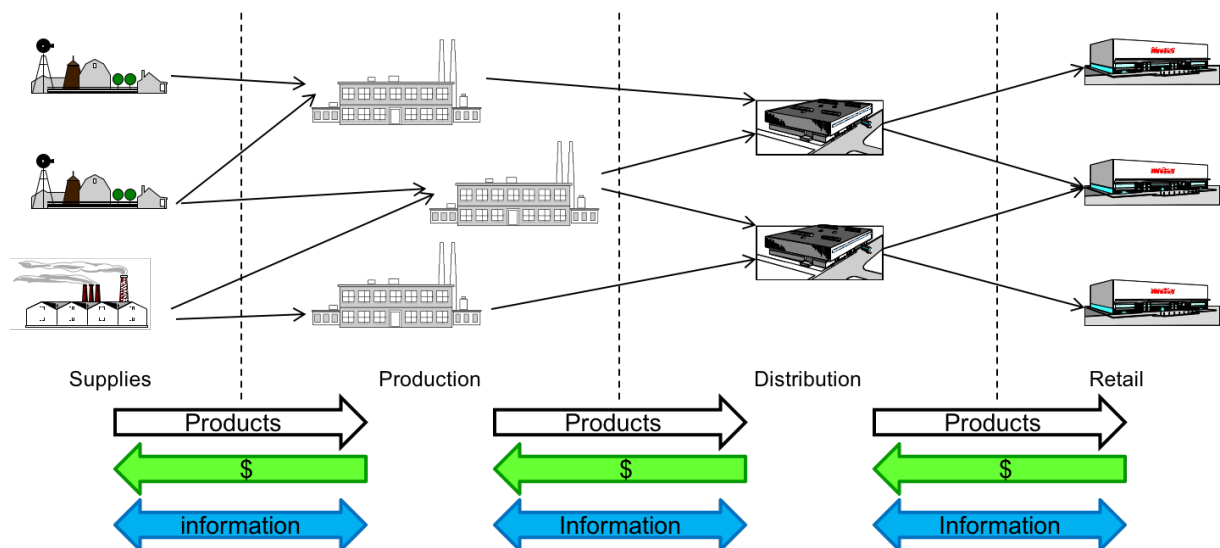 Supplies
Production
Distribution
Retail
Products
Products
Products
$
$
$
information
Information
Information